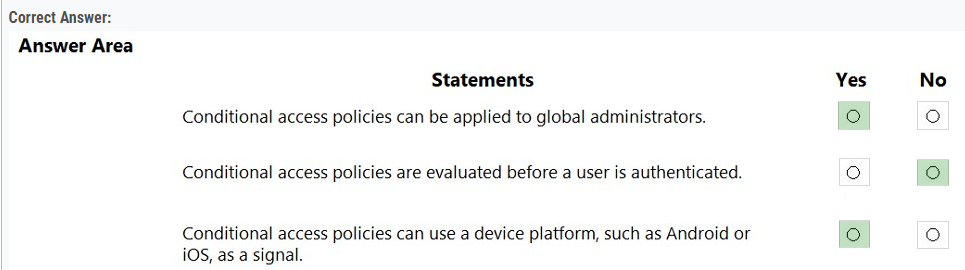 Correct Answer:
Answer Area
Statements Yes No
Conditional access policies can be applied to global administrators.
Conditional access policies are evaluated before a user is authenticated.
Conditional access policies can use a device platform, such as Android or
iOS, as a signal.